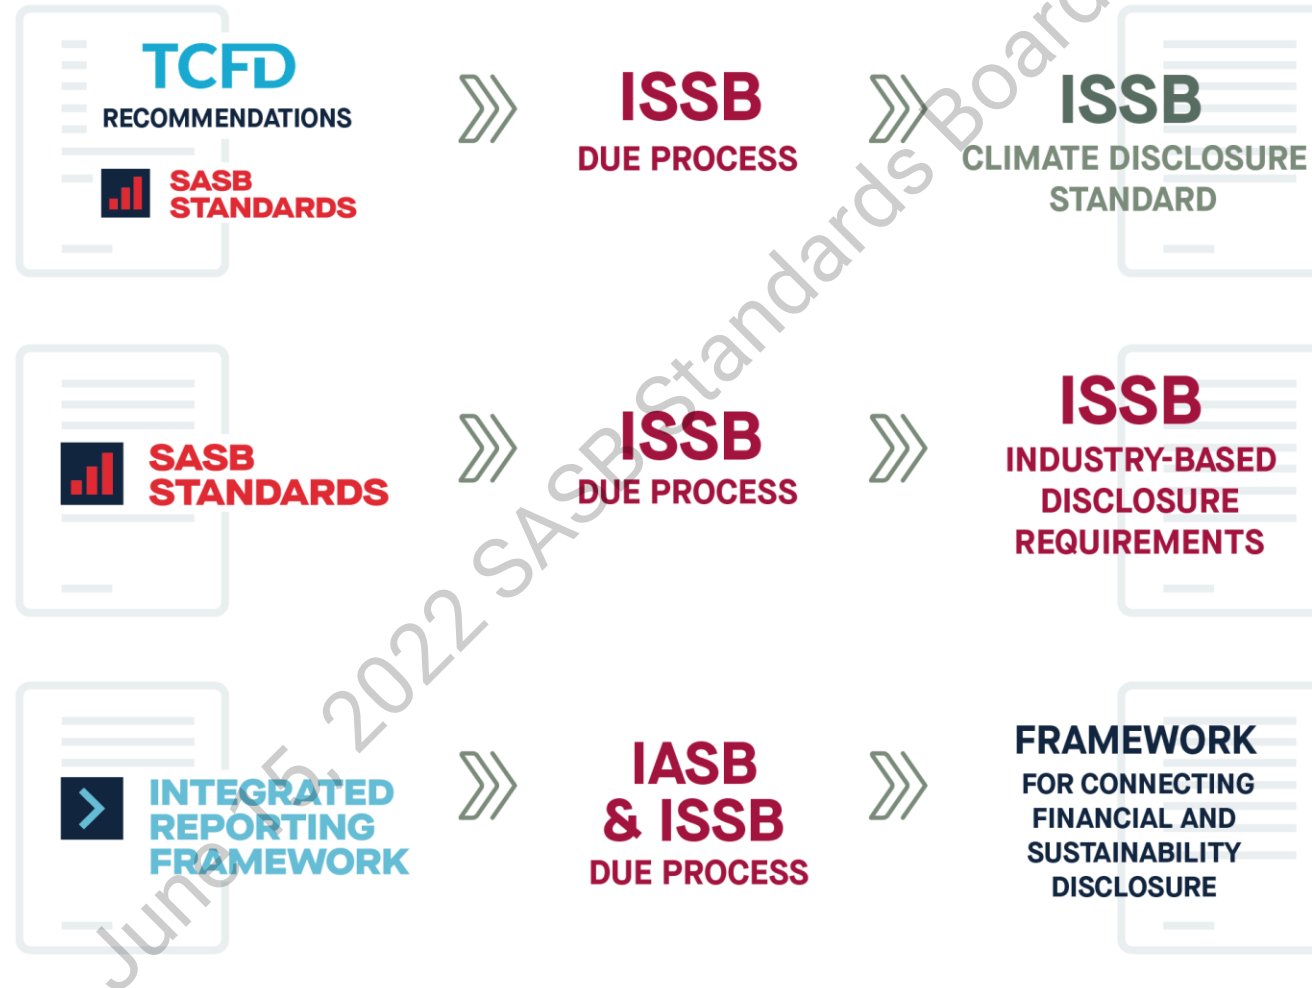 TCFD
RECOMMENDATIONS
SASB
STANDARDS
ISSB
DUE PROCESS
ISSB
CLIMATE DISCLOSURE
STANDARD
SASB
STANDARDS
ISSB
DUE PROCESS
ISSB
INDUSTRY-BASED
DISCLOSURE
REQUIREMENTS
INTEGRATED
REPORTING
FRAMEWORK
IASB
& ISSB
DUE PROCESS
FRAMEWORK
FOR CONNECTING
FINANCIAL AND
SUSTAINABILITY
DISCLOSURE
June 15, 2022 SASB Standards Board